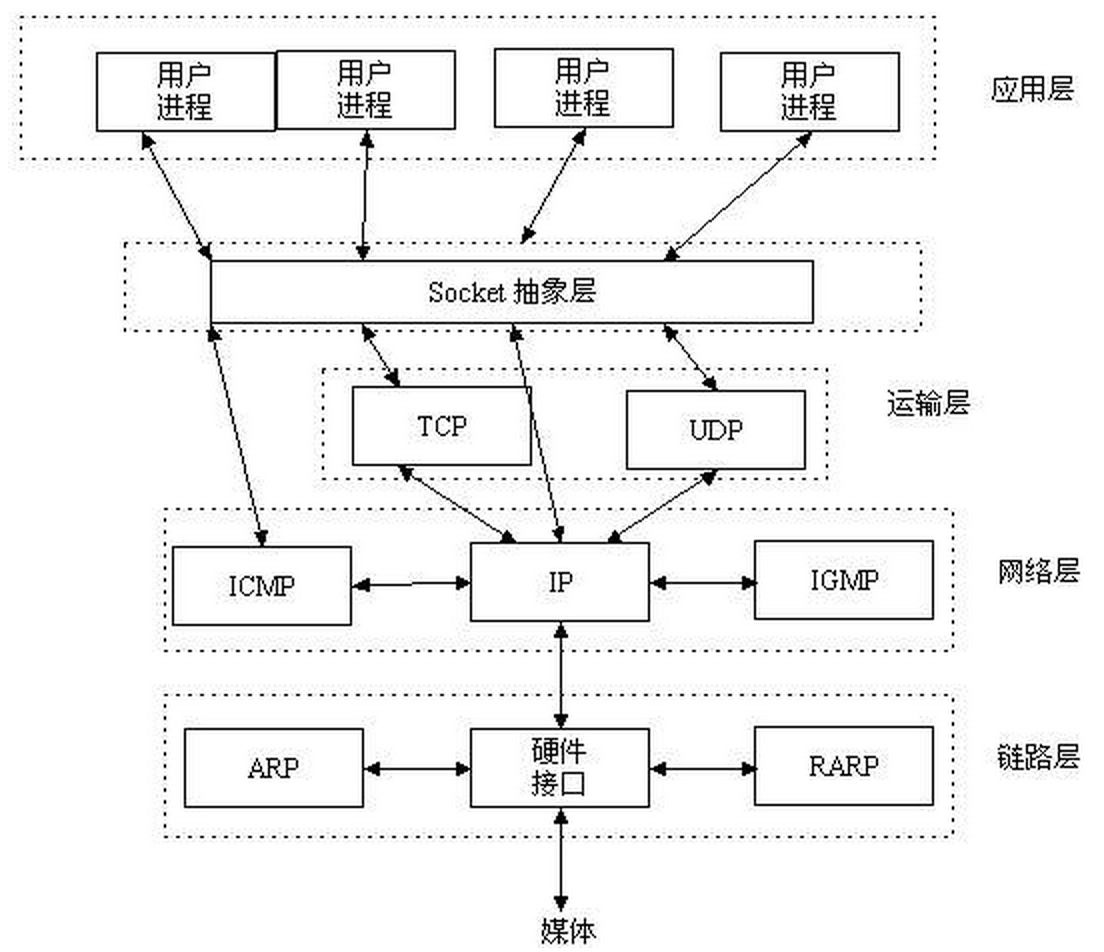 用户
进程
用户
进程
用户
进程
用户
进程
应用层
Socket 抽象层
TCP
UDP
运输层
ICMP
IP
IGMP
网络层
ARP
硬件
接口
RARP
链路层
媒体